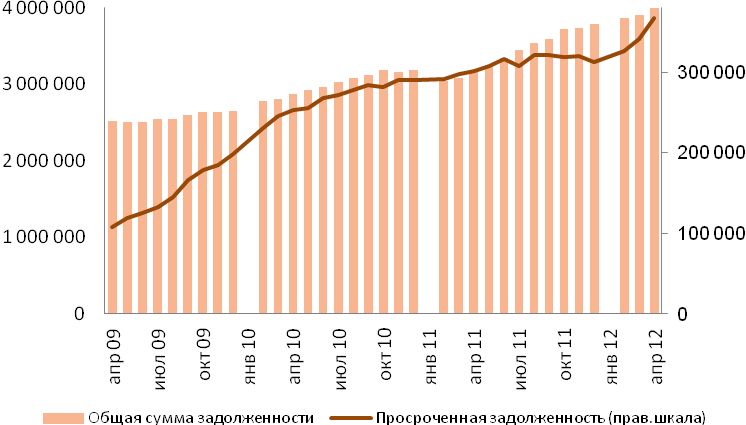 4 000 000
3 000 000
2 000 000
1 000 000
0
300 000
200 000
100 000
0
апр 09
июл 09
окт 09
янв 10
апр 10
июл 10
окт 10
янв 11
апр 11
июл 11
окт 11
янв 12
апр 12
Общая сумма задолженности
Просроченная задолженность (прав.шкала)